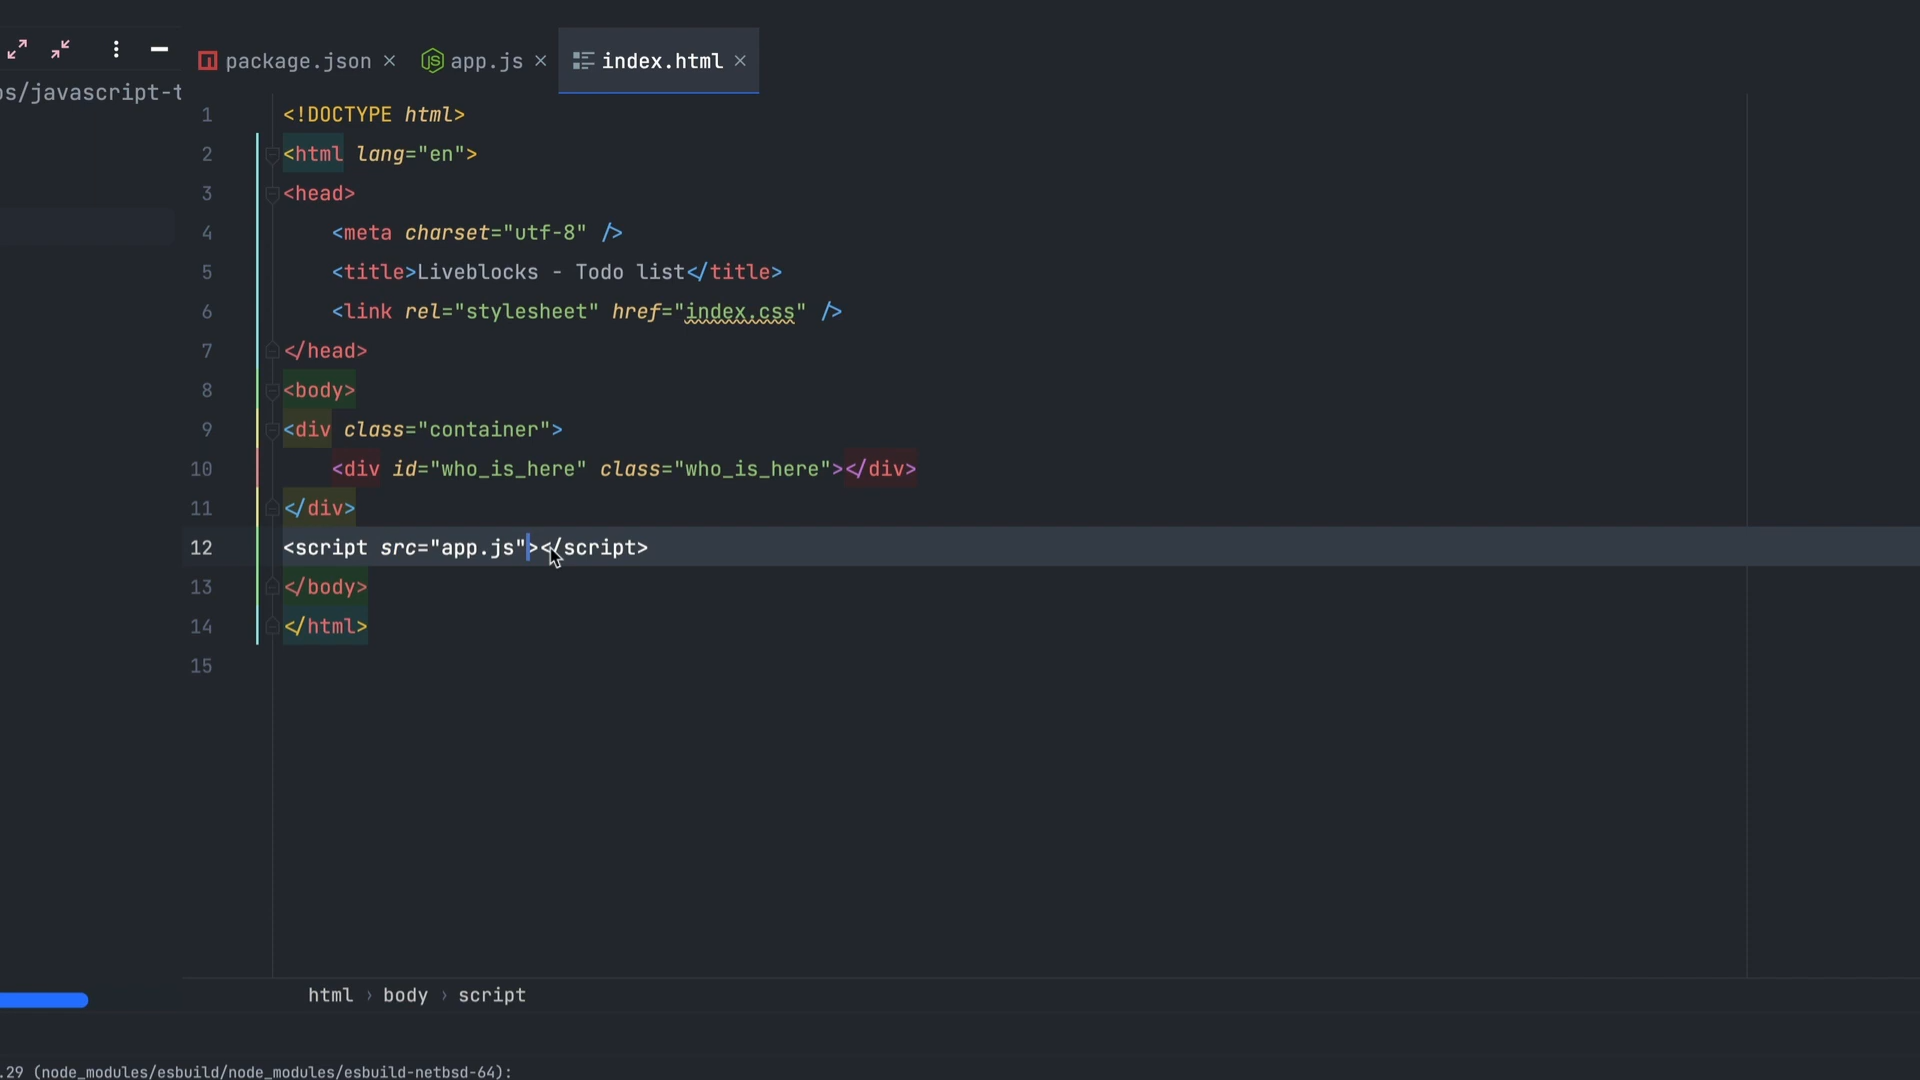 package.json
app.js
index.html
os/javascript-t
1 <!DOCTYPE html>
2 <html lang="en">
3 <head>
4 <meta charset="utf-8" />
5 <title>Liveblocks - Todo list</title>
6 <link rel="stylesheet" href="index.css" />
7 </head>
8 <body>
9 <div class="container">
10 <div id="who_is_here" class="who_is_here"></div>
11 </div>
12 <script src="app.js"></script>
13 </body>
14 </html>
15
html › body › script
.29 (node_modules/esbuild/node_modules/esbuild-netbsd-64):